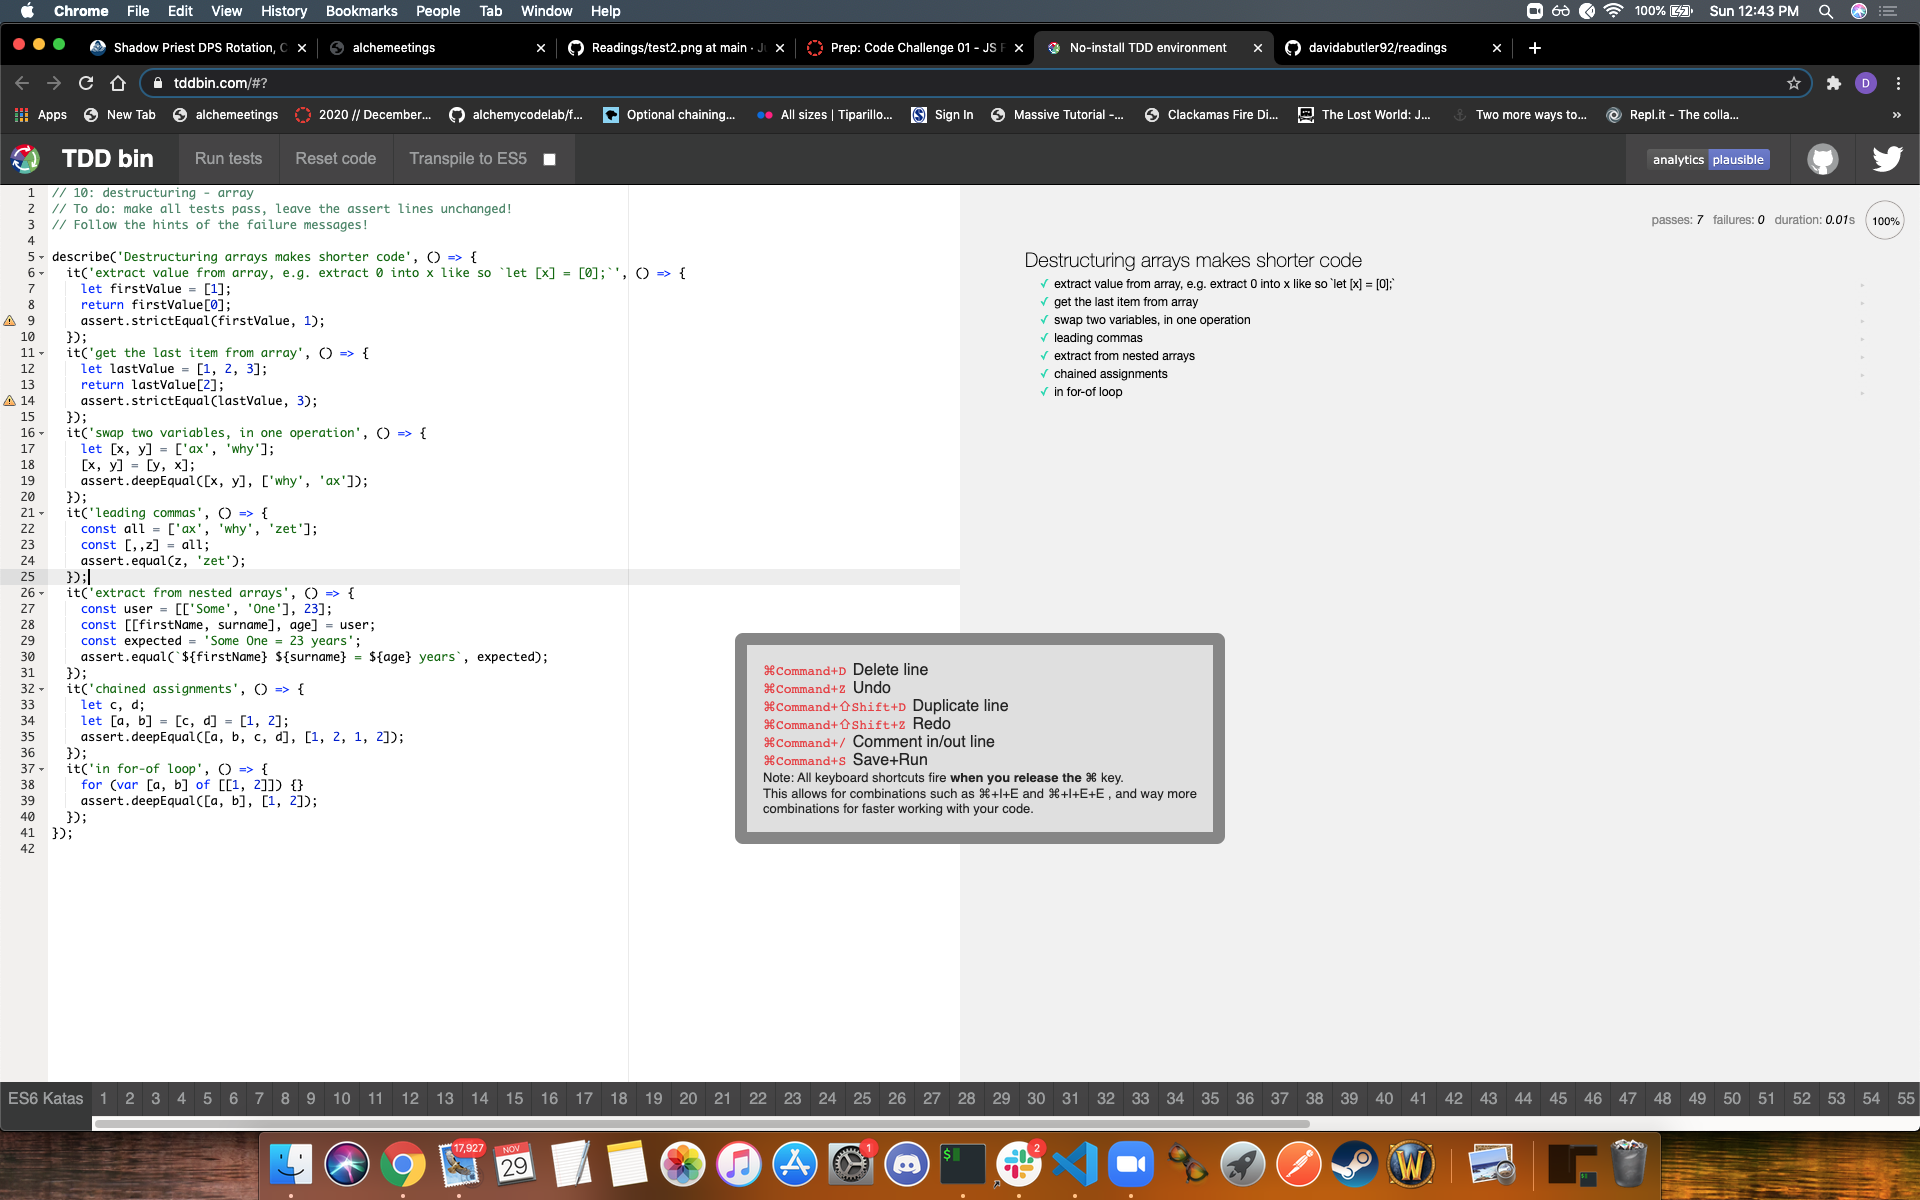 Chrome File Edit View History Bookmarks People Tab Window Help 100% Sun 12:43 PM
Shadow Priest DPS Rotation, C alchemeetings Readings/test2.png at main · Ju Prep: Code Challenge 01 - JS F No-install TDD environment davidabutler92/readings
tddbin.com/#? D
Apps New Tab alchemeetings 2020 // December... alchemycodelab/f... Optional chaining... All sizes | Tiparillo... Sign In Massive Tutorial -... Clackamas Fire Di... The Lost World: J... Two more ways to... Repl.it - The colla... »
TDD bin Run tests Reset code Transpile to ES5 analytics plausible
1 // 10: destructuring - array
2 // To do: make all tests pass, leave the assert lines unchanged!
3 // Follow the hints of the failure messages!
4
5 describe('Destructuring arrays makes shorter code', () => {
6 it('extract value from array, e.g. extract 0 into x like so `let [x] = [0];`', () => {
7 let firstValue = [1];
8 return firstValue[0];
9 assert.strictEqual(firstValue, 1);
10 });
11 it('get the last item from array', () => {
12 let lastValue = [1, 2, 3];
13 return lastValue[2];
14 assert.strictEqual(lastValue, 3);
15 });
16 it('swap two variables, in one operation', () => {
17 let [x, y] = ['ax', 'why'];
18 [x, y] = [y, x];
19 assert.deepEqual([x, y], ['why', 'ax']);
20 });
21 it('leading commas', () => {
22 const all = ['ax', 'why', 'zet'];
23 const [,,z] = all;
24 assert.equal(z, 'zet');
25 });
26 it('extract from nested arrays', () => {
27 const user = [['Some', 'One'], 23];
28 const [[firstName, surname], age] = user;
29 const expected = 'Some One = 23 years';
30 assert.equal(`${firstName} ${surname} = ${age} years`, expected);
31 });
32 it('chained assignments', () => {
33 let c, d;
34 let [a, b] = [c, d] = [1, 2];
35 assert.deepEqual([a, b, c, d], [1, 2, 1, 2]);
36 });
37 it('in for-of loop', () => {
38 for (var [a, b] of [[1, 2]]) {}
39 assert.deepEqual([a, b], [1, 2]);
40 });
41 });
42
passes: 7 failures: 0 duration: 0.01s 100%
Destructuring arrays makes shorter code
✓ extract value from array, e.g. extract 0 into x like so `let [x] = [0];`
✓ get the last item from array
✓ swap two variables, in one operation
✓ leading commas
✓ extract from nested arrays
✓ chained assignments
✓ in for-of loop
⌘Command+D Delete line
⌘Command+Z Undo
⌘Command+⇧Shift+D Duplicate line
⌘Command+⇧Shift+Z Redo
⌘Command+/ Comment in/out line
⌘Command+S Save+Run
Note: All keyboard shortcuts fire when you release the ⌘ key.
This allows for combinations such as ⌘+I+E and ⌘+I+E+E , and way more
combinations for faster working with your code.
ES6 Katas 1 2 3 4 5 6 7 8 9 10 11 12 13 14 15 16 17 18 19 20 21 22 23 24 25 26 27 28 29 30 31 32 33 34 35 36 37 38 39 40 41 42 43 44 45 46 47 48 49 50 51 52 53 54 55
17,927 NOV 29 1 $ 2 W